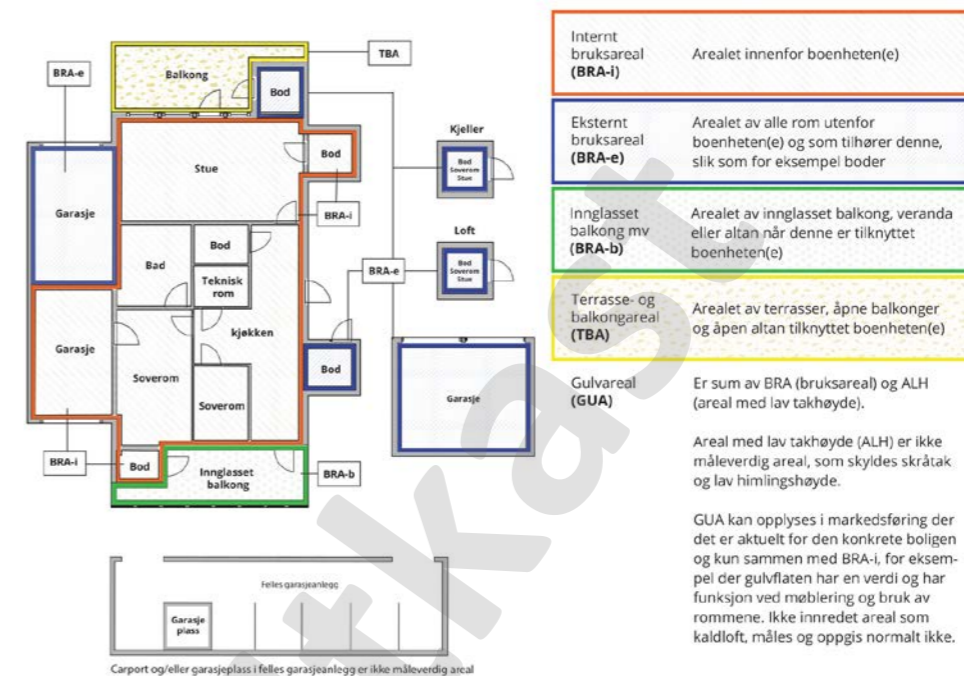 TBA
BRA-e
Balkong
Bod
Kjeller
Bod
Soverom
Stue
Stue
Bod
BRA-i
Garasje
Loft
Bod
Soverom
Stue
Bad
Bod
Teknisk
rom
BRA-e
kjøkken
Garasje
Soverom
Soverom
Bod
Garasje
BRA-i
Bod
Innglasset
balkong
BRA-b
Felles garasjeanlegg
Garasje
plass
Carport og/eller garasjeplass i felles garasjeanlegg er ikke måleverdig areal
Internt
bruksareal
(BRA-i)
Arealet innenfor boenheten(e)
Eksternt
bruksareal
(BRA-e)
Arealet av alle rom utenfor
boenheten(e) og som tilhører denne,
slik som for eksempel boder
Innglasset
balkong mv
(BRA-b)
Arealet av innglasset balkong, veranda
eller altan når denne er tilknyttet
boenheten(e)
Terrasse- og
balkongareal
(TBA)
Arealet av terrasser, åpne balkonger
og åpen altan tilknyttet boenheten(e)
Gulvareal
(GUA)
Er sum av BRA (bruksareal) og ALH
(areal med lav takhøyde).
Areal med lav takhøyde (ALH) er ikke
måleverdig areal, som skyldes skråtak
og lav himlingshøyde.
GUA kan opplyses i markedsføring der
det er aktuelt for den konkrete boligen
og kun sammen med BRA-i, for eksem-
pel der gulvflaten har en verdi og har
funksjon ved møblering og bruk av
rommene. Ikke innredet areal som
kaldloft, måles og oppgis normalt ikke.